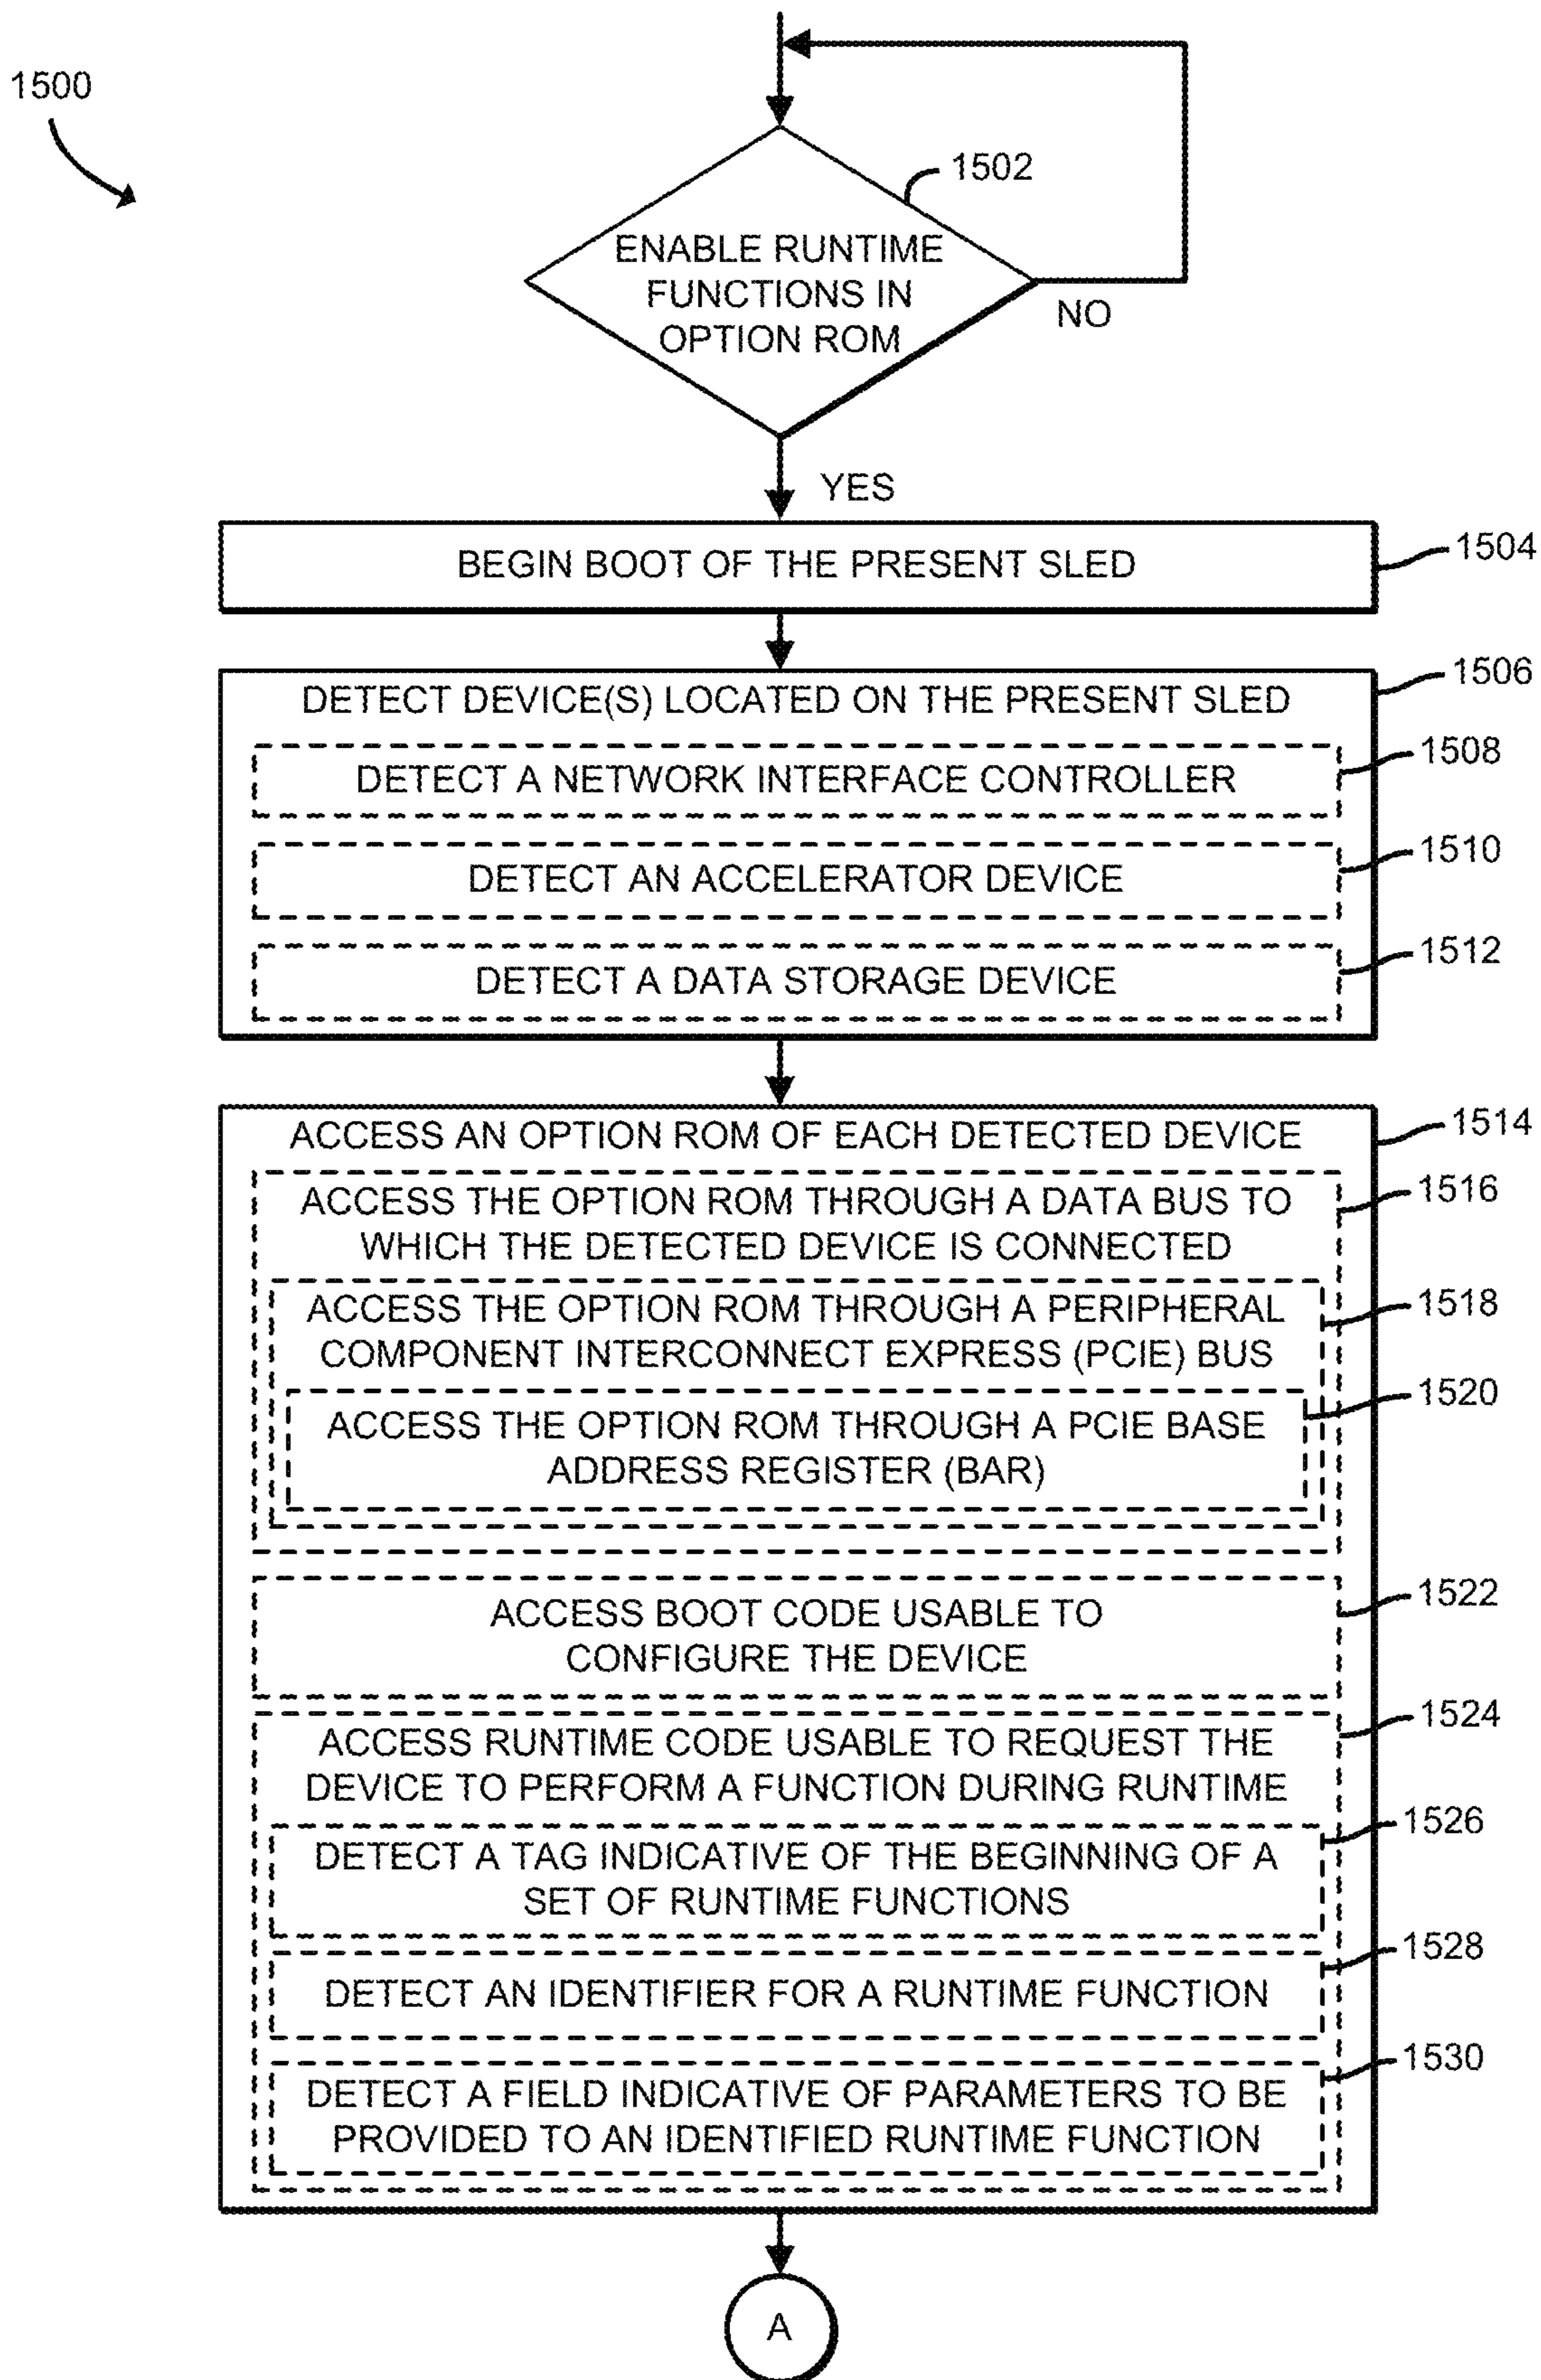 1500
1502
ENABLE RUNTIME
FUNCTIONS IN
OPTION ROM
NO
YES
BEGIN BOOT OF THE PRESENT SLED
1504
DETECT DEVICE(S) LOCATED ON THE PRESENT SLED
1506
DETECT A NETWORK INTERFACE CONTROLLER
1508
DETECT AN ACCELERATOR DEVICE
1510
DETECT A DATA STORAGE DEVICE
1512
ACCESS AN OPTION ROM OF EACH DETECTED DEVICE
1514
ACCESS THE OPTION ROM THROUGH A DATA BUS TO
WHICH THE DETECTED DEVICE IS CONNECTED
1516
ACCESS THE OPTION ROM THROUGH A PERIPHERAL
COMPONENT INTERCONNECT EXPRESS (PCIE) BUS
1518
ACCESS THE OPTION ROM THROUGH A PCIE BASE
ADDRESS REGISTER (BAR)
1520
ACCESS BOOT CODE USABLE TO
CONFIGURE THE DEVICE
1522
ACCESS RUNTIME CODE USABLE TO REQUEST THE
DEVICE TO PERFORM A FUNCTION DURING RUNTIME
1524
DETECT A TAG INDICATIVE OF THE BEGINNING OF A
SET OF RUNTIME FUNCTIONS
1526
DETECT AN IDENTIFIER FOR A RUNTIME FUNCTION
1528
DETECT A FIELD INDICATIVE OF PARAMETERS TO BE
PROVIDED TO AN IDENTIFIED RUNTIME FUNCTION
1530
A